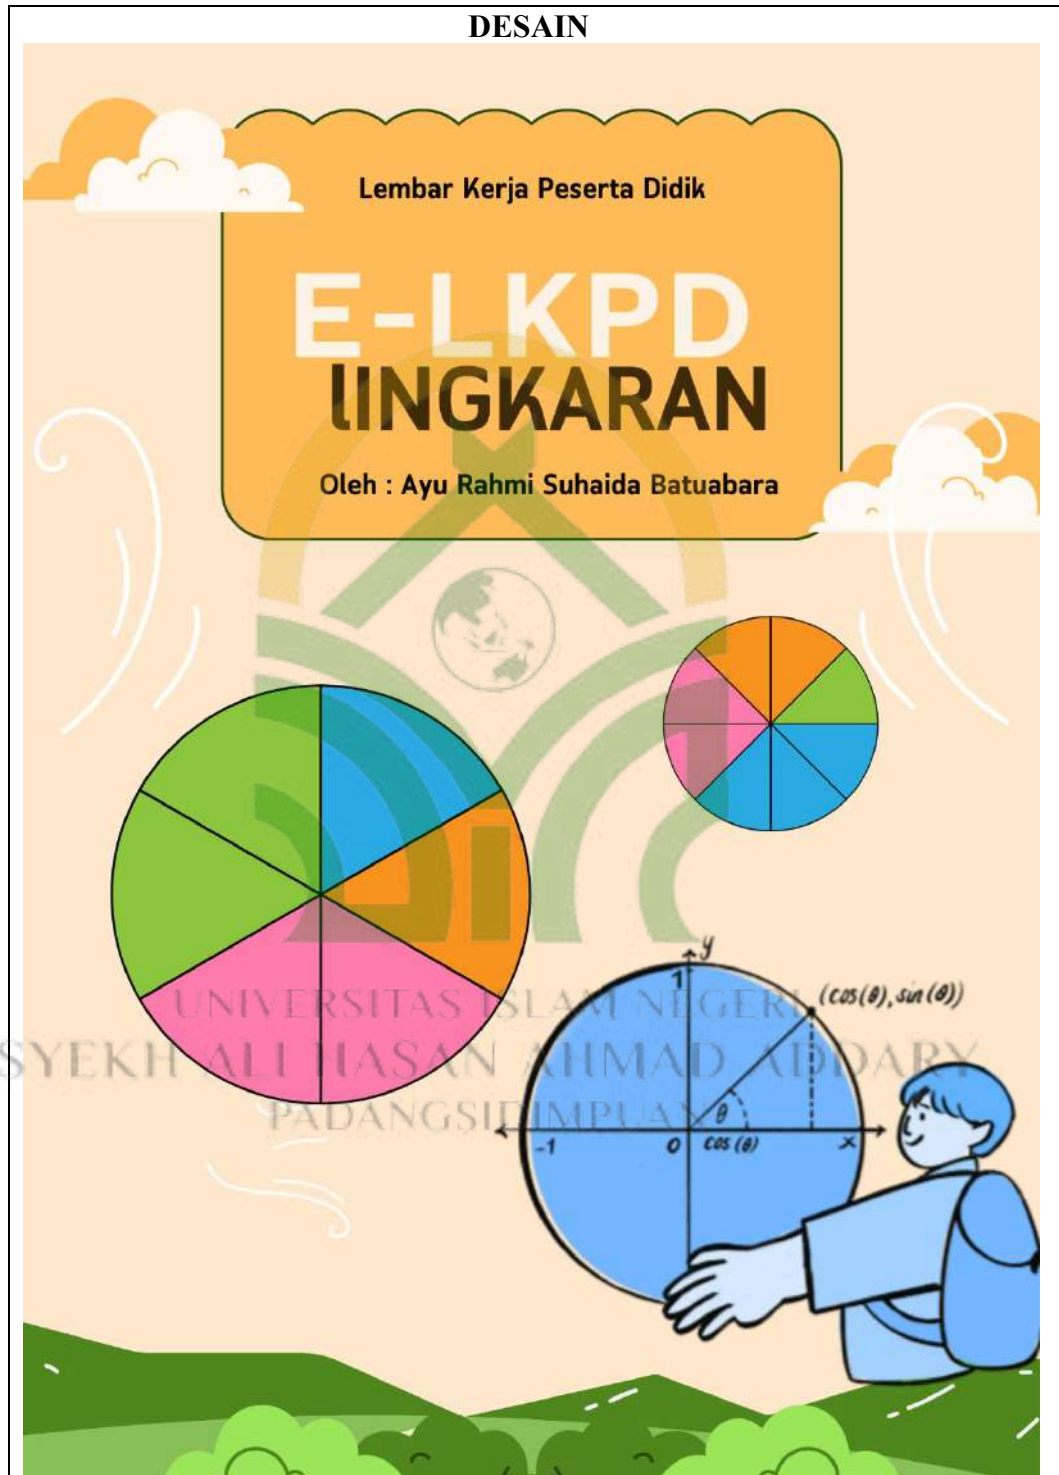 DESAIN
Lembar Kerja Peserta Didik
E-LKPD
lINGKARAN
Oleh : Ayu Rahmi Suhaida Batuabara
y
1
(cos(θ), sin(θ))
θ
-1
0
cos(θ)
x
UNIVERSITAS ISLAM NEGERI
SYEKH ALI HASAN AHMAD ADDARY
PADANGSIDIMPUAN